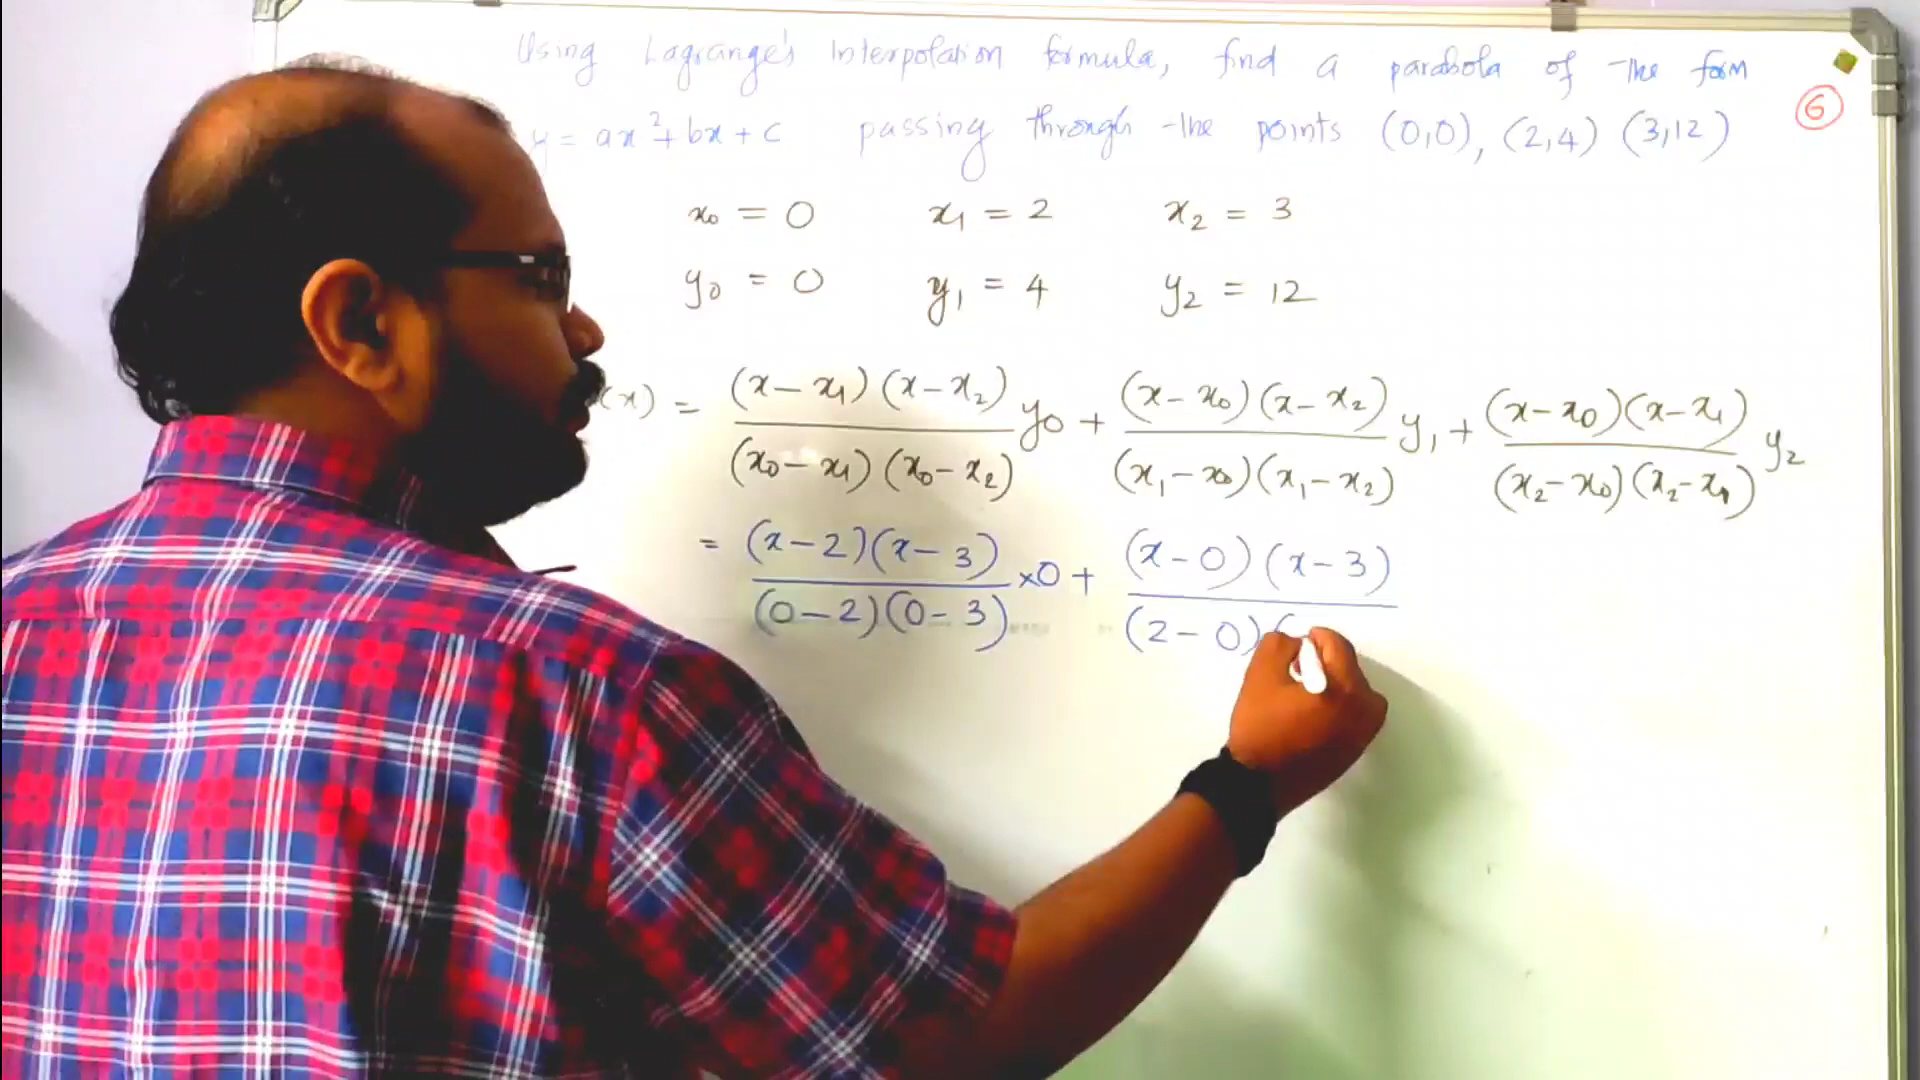 Using Lagrange's Interpolation formula, find a parabola of the form
y = ax²+bx+c passing through the points (0,0), (2,4) (3,12)
6
x₀ = 0 x₁ = 2 x₂ = 3
y₀ = 0 y₁ = 4 y₂ = 12
(x) = (x-x₁)(x-x₂)/(x₀-x₁)(x₀-x₂) y₀ + (x-x₀)(x-x₂)/(x₁-x₀)(x₁-x₂) y₁ + (x-x₀)(x-x₁)/(x₂-x₀)(x₂-x₁) y₂
= (x-2)(x-3)/(0-2)(0-3) ×0 + (x-0)(x-3)/(2-0)(